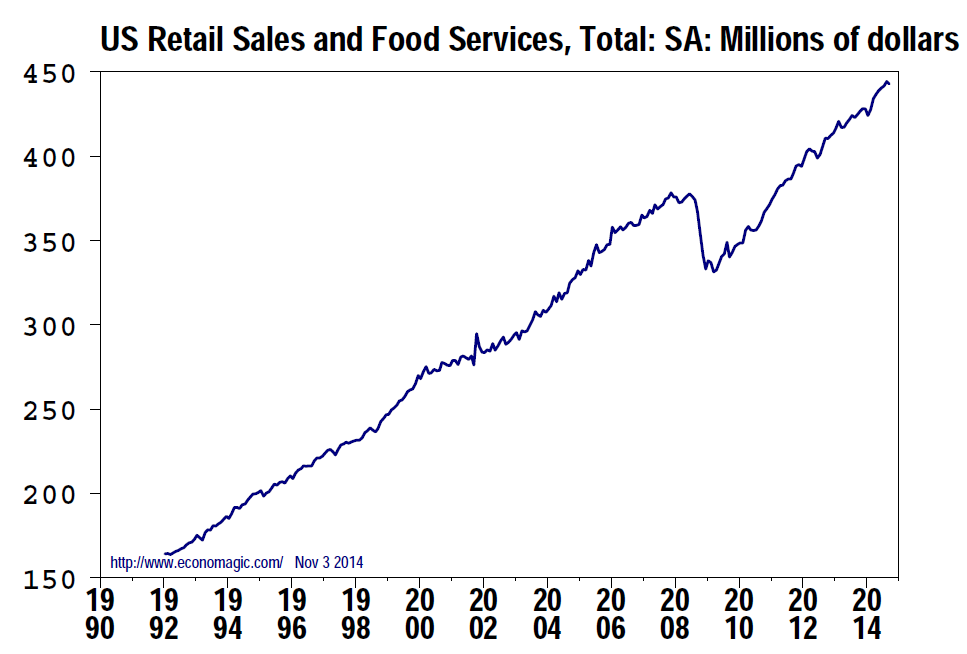 US Retail Sales and Food Services, Total: SA: Millions of dollars
450
400
350
300
250
200
150
http://www.economagic.com/ Nov 3 2014
19 19 19 19 19 20 20 20 20 20 20 20 20
90 92 94 96 98 00 02 04 06 08 10 12 14